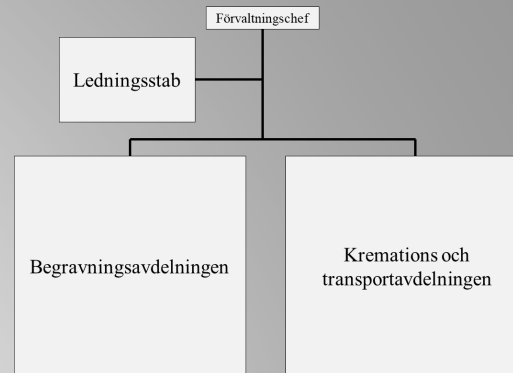 Förvaltningschef
Ledningsstab
Begravningsavdelningen
Kremations och
transportavdelningen